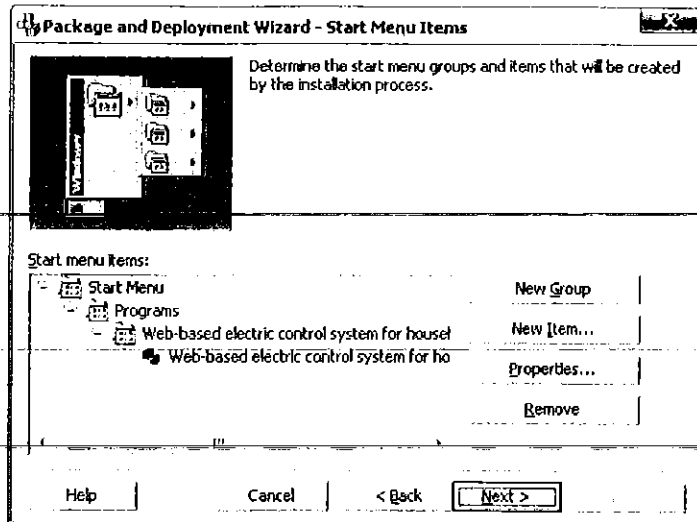 Package and Deployment Wizard - Start Menu Items
Determine the start menu groups and items that will be created
by the installation process.
Windows
Start menu items:
Start Menu
Programs
Web-based electric control system for househ
Web-based electric control system for ho
New Group
New Item...
Properties...
Remove
Help
Cancel
< Back
Next >